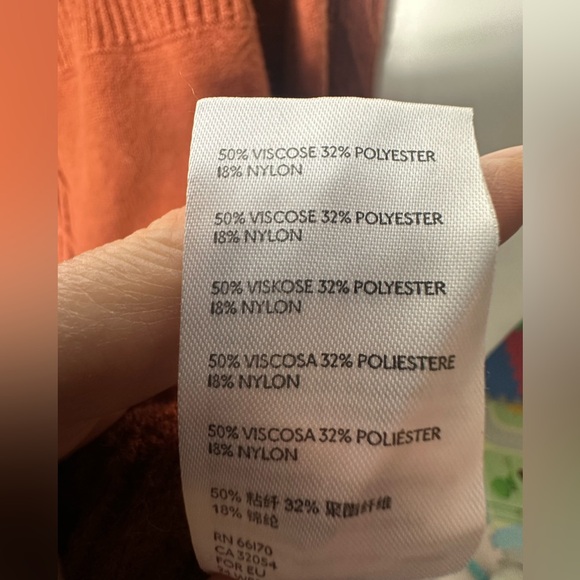 50% VISCOSE 32% POLYESTER
18% NYLON
50% VISCOSE 32% POLYESTER
18% NYLON
50% VISKOSE 32% POLYESTER
18% NYLON
50% VISCOSA 32% POLIESTERE
18% NYLON
50% VISCOSA 32% POLIÉSTER
18% NYLON
50% 粘纤 32% 聚酯纤维
18% 锦纶
RN 66170
CA 32054
FOR EU